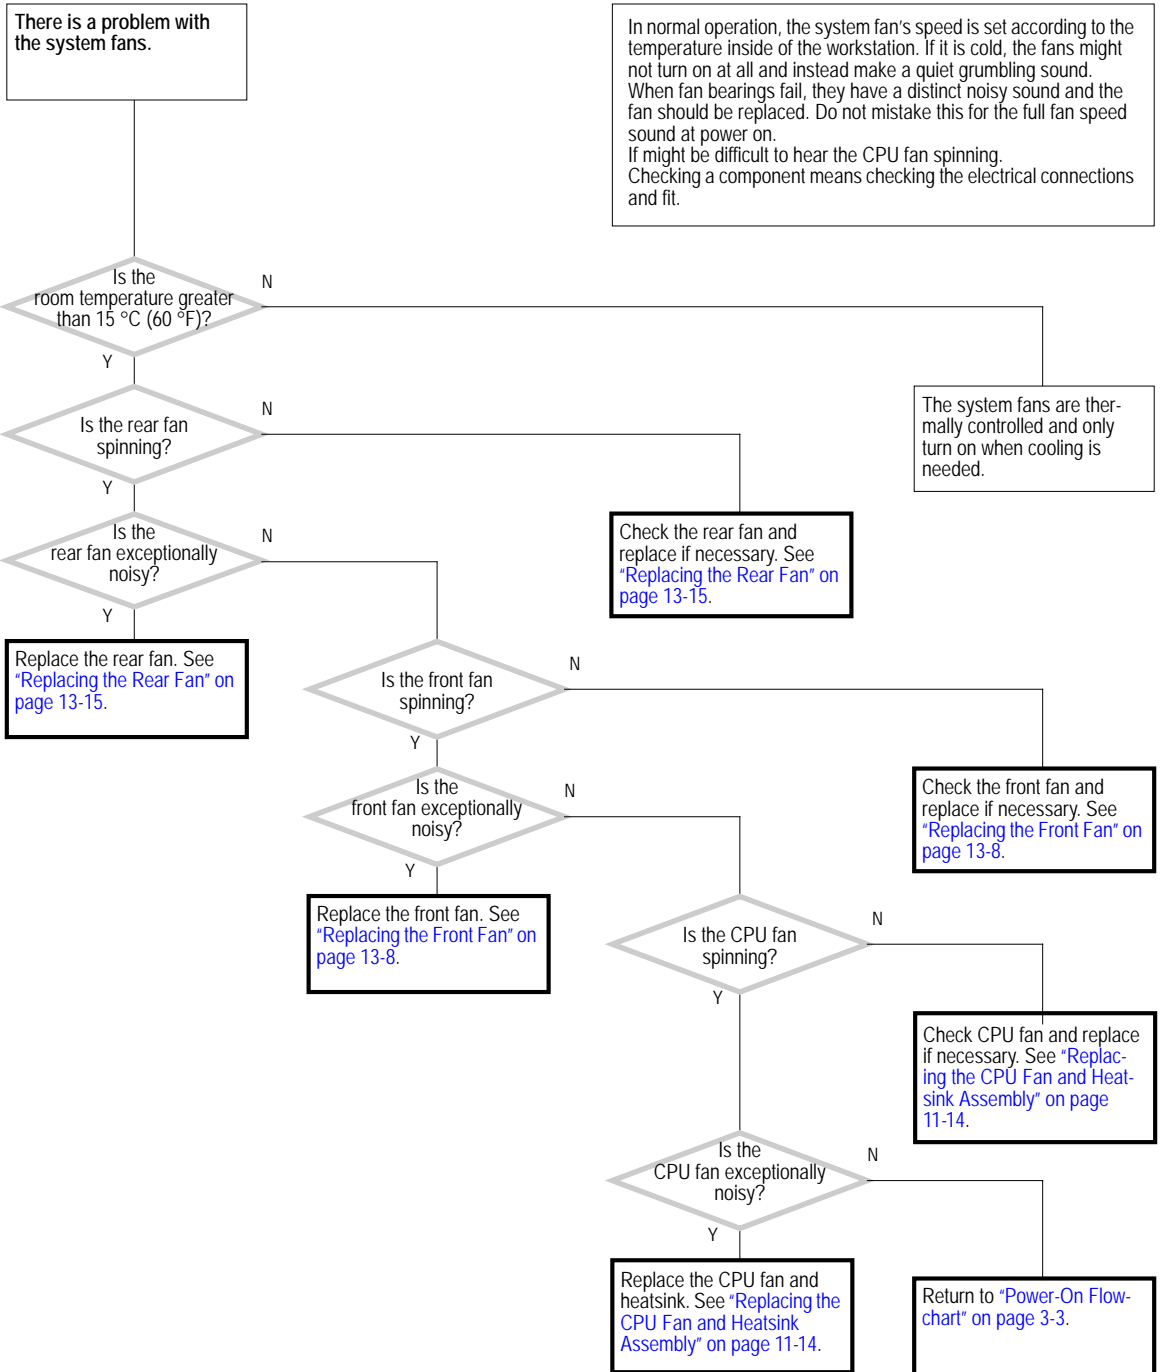 There is a problem with
the system fans.
In normal operation, the system fan's speed is set according to the
temperature inside of the workstation. If it is cold, the fans might
not turn on at all and instead make a quiet grumbling sound.
When fan bearings fail, they have a distinct noisy sound and the
fan should be replaced. Do not mistake this for the full fan speed
sound at power on.
If might be difficult to hear the CPU fan spinning.
Checking a component means checking the electrical connections
and fit.
Is the
room temperature greater
than 15 °C (60 °F)?
N
Y
The system fans are ther-
mally controlled and only
turn on when cooling is
needed.
Is the rear fan
spinning?
N
Y
Check the rear fan and
replace if necessary. See
"Replacing the Rear Fan" on
page 13-15.
Is the
rear fan exceptionally
noisy?
N
Y
Replace the rear fan. See
"Replacing the Rear Fan" on
page 13-15.
Is the front fan
spinning?
N
Y
Check the front fan and
replace if necessary. See
"Replacing the Front Fan" on
page 13-8.
Is the
front fan exceptionally
noisy?
N
Y
Replace the front fan. See
"Replacing the Front Fan" on
page 13-8.
Is the CPU fan
spinning?
N
Y
Check CPU fan and replace
if necessary. See "Replac-
ing the CPU Fan and Heat-
sink Assembly" on page
11-14.
Is the
CPU fan exceptionally
noisy?
N
Y
Replace the CPU fan and
heatsink. See "Replacing the
CPU Fan and Heatsink
Assembly" on page 11-14.
Return to "Power-On Flow-
chart" on page 3-3.